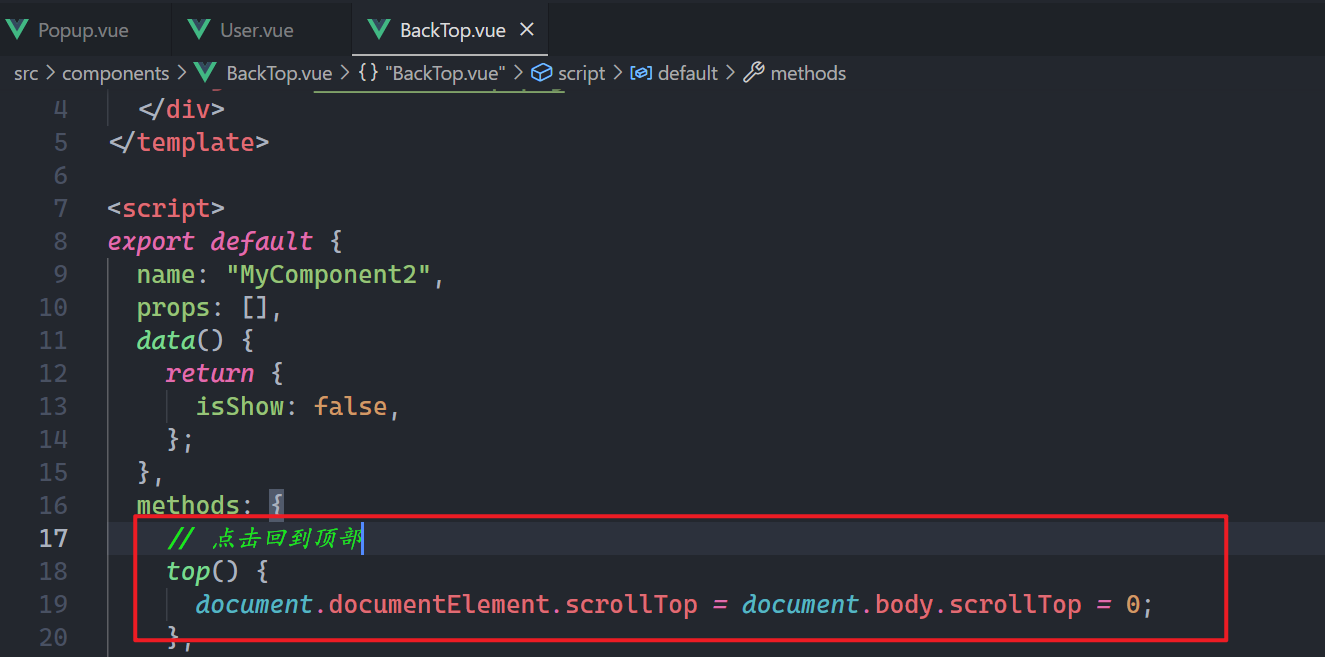 Popup.vue User.vue BackTop.vue
src > components > BackTop.vue > {} "BackTop.vue" > script > default > methods
4 </div>
5 </template>
6
7 <script>
8 export default {
9 name: "MyComponent2",
10 props: [],
11 data() {
12 return {
13 isShow: false,
14 };
15 },
16 methods: {
17 // 点击回到顶部
18 top() {
19 document.documentElement.scrollTop = document.body.scrollTop = 0;
20 },